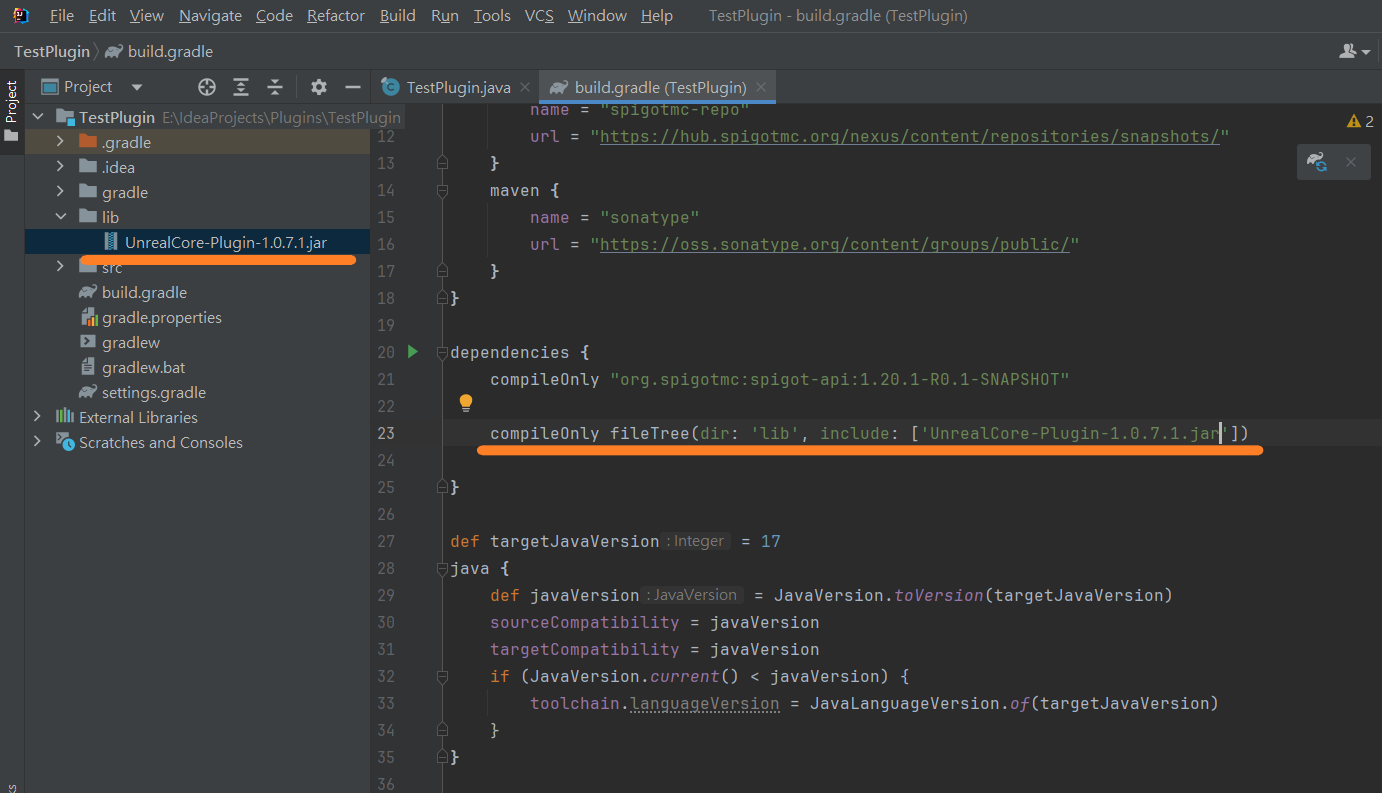 File Edit View Navigate Code Refactor Build Run Tools VCS Window Help TestPlugin - build.gradle (TestPlugin)
TestPlugin build.gradle
Project
Project
TestPlugin.java
build.gradle (TestPlugin)
TestPlugin E:\IdeaProjects\Plugins\TestPlugin
.gradle
.idea
gradle
lib
UnrealCore-Plugin-1.0.7.1.jar
src
build.gradle
gradle.properties
gradlew
gradlew.bat
settings.gradle
External Libraries
Scratches and Consoles
name = "spigotmc-repo"
12 url = "https://hub.spigotmc.org/nexus/content/repositories/snapshots/"
2
13 }
14 maven {
15 name = "sonatype"
16 url = "https://oss.sonatype.org/content/groups/public/"
17 }
18 }
19
20 dependencies {
21 compileOnly "org.spigotmc:spigot-api:1.20.1-R0.1-SNAPSHOT"
22
23 compileOnly fileTree(dir: 'lib', include: ['UnrealCore-Plugin-1.0.7.1.jar'])
24
25 }
26
27 def targetJavaVersion : Integer = 17
28 java {
29 def javaVersion : JavaVersion = JavaVersion.toVersion(targetJavaVersion)
30 sourceCompatibility = javaVersion
31 targetCompatibility = javaVersion
32 if (JavaVersion.current() < javaVersion) {
33 toolchain.languageVersion = JavaLanguageVersion.of(targetJavaVersion)
34 }
35 }
36